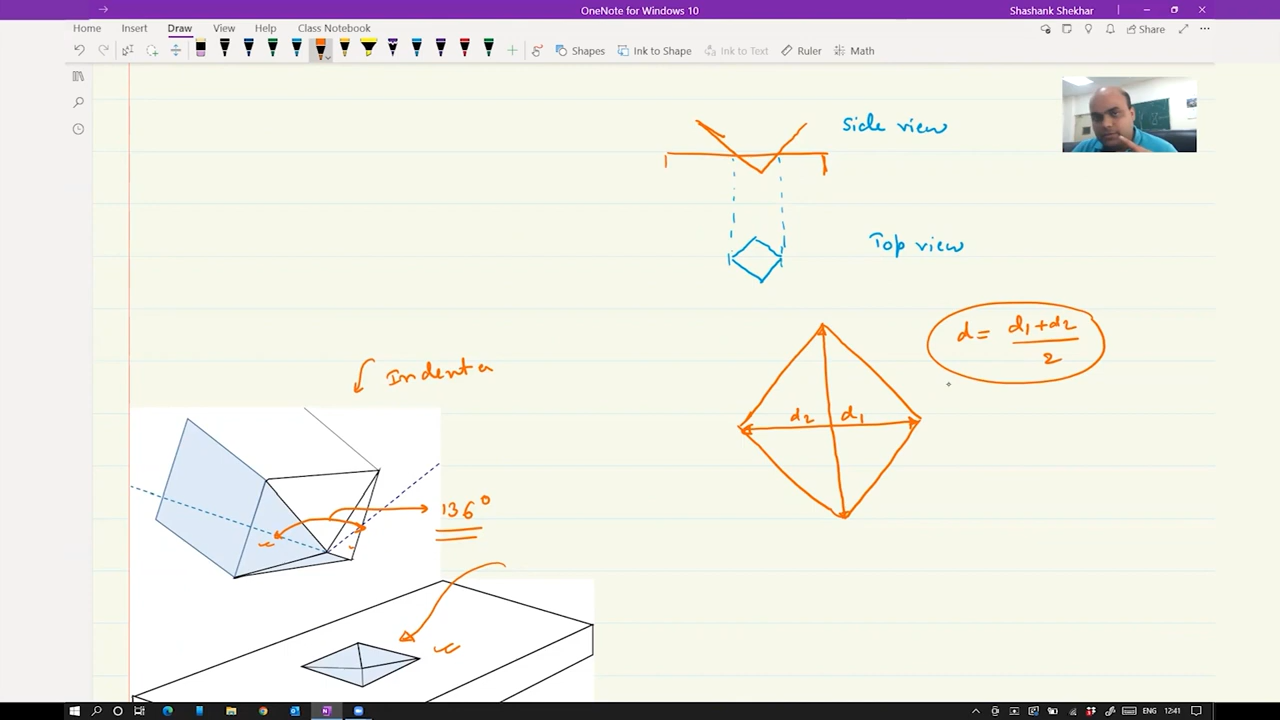 OneNote for Windows 10
Shashank Shekhar
Home Insert Draw View Help Class Notebook
Share
Shapes Ink to Shape Ink to Text Ruler Math
Side view
Top view
d = d1+d2
2
d2 d1
136°
ENG 12:41